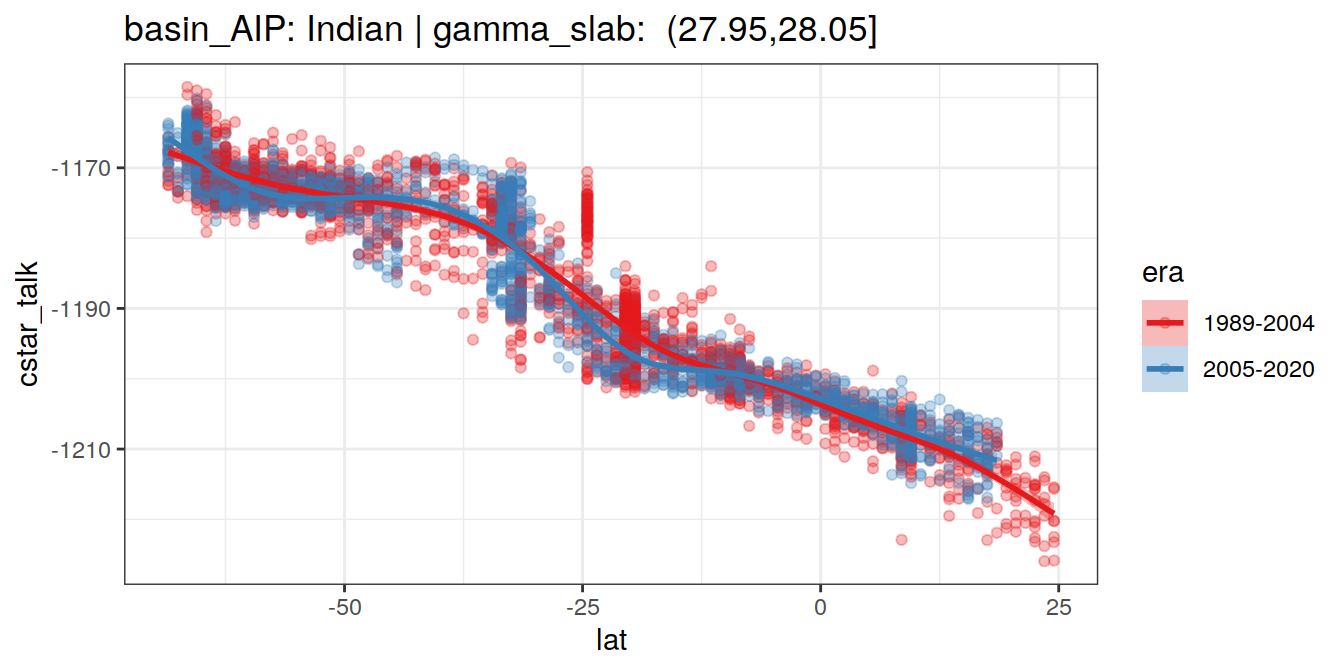 basin_AIP: Indian | gamma_slab:  (27.95,28.05]
cstar_talk
-1170
-1190
-1210
-50
-25
0
25
lat
era
1989-2004
2005-2020